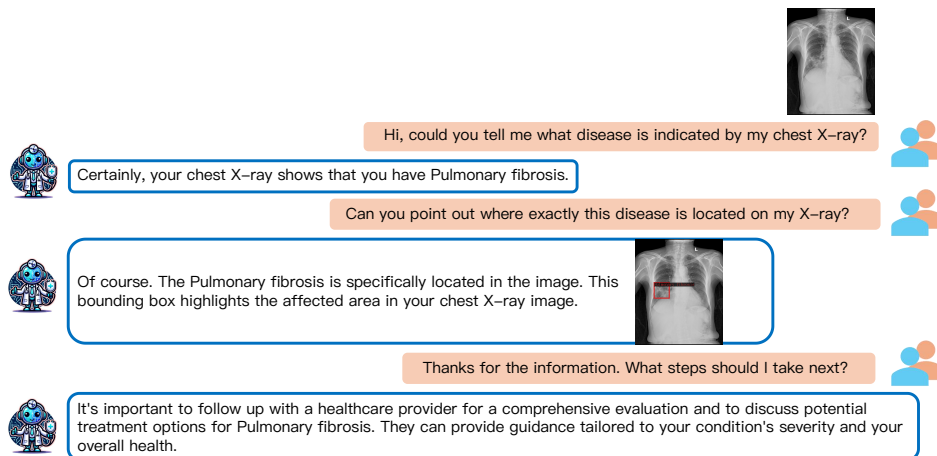 L
Hi, could you tell me what disease is indicated by my chest X-ray?
Certainly, your chest X-ray shows that you have Pulmonary fibrosis.
Can you point out where exactly this disease is located on my X-ray?
L
Of course. The Pulmonary fibrosis is specifically located in the image. This
bounding box highlights the affected area in your chest X-ray image.
Thanks for the information. What steps should I take next?
It's important to follow up with a healthcare provider for a comprehensive evaluation and to discuss potential
treatment options for Pulmonary fibrosis. They can provide guidance tailored to your condition's severity and your
overall health.